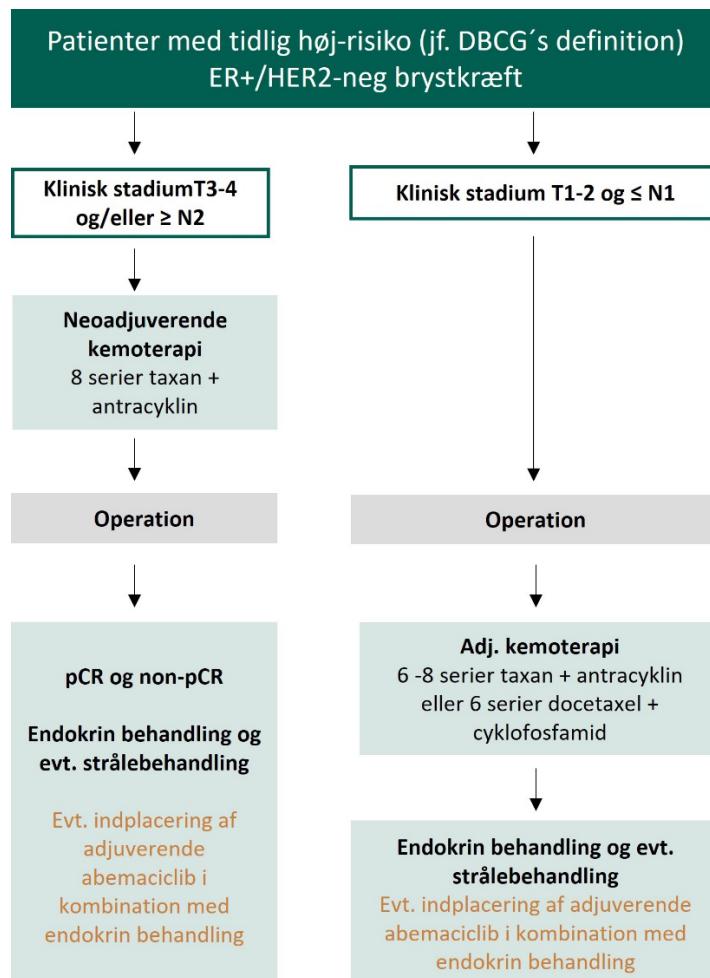 Patienter med tidlig høj-risiko (jf. DBCG´s definition)
ER+/HER2-neg brystkræft
Klinisk stadiumT3-4
og/eller ≥ N2
Neoadjuverende
kemoterapi
8 serier taxan +
antracyklin
Operation
pCR og non-pCR
Endokrin behandling og
evt. strålebehandling
Evt. indplacering af
adjuverende
abemaciclib i
kombination med
endokrin behandling
Klinisk stadium T1-2 og ≤ N1
Operation
Adj. kemoterapi
6 -8 serier taxan + antracyklin
eller 6 serier docetaxel +
cyklofosfamid
Endokrin behandling og evt.
strålebehandling
Evt. indplacering af adjuverende
abemaciclib i kombination med
endokrin behandling